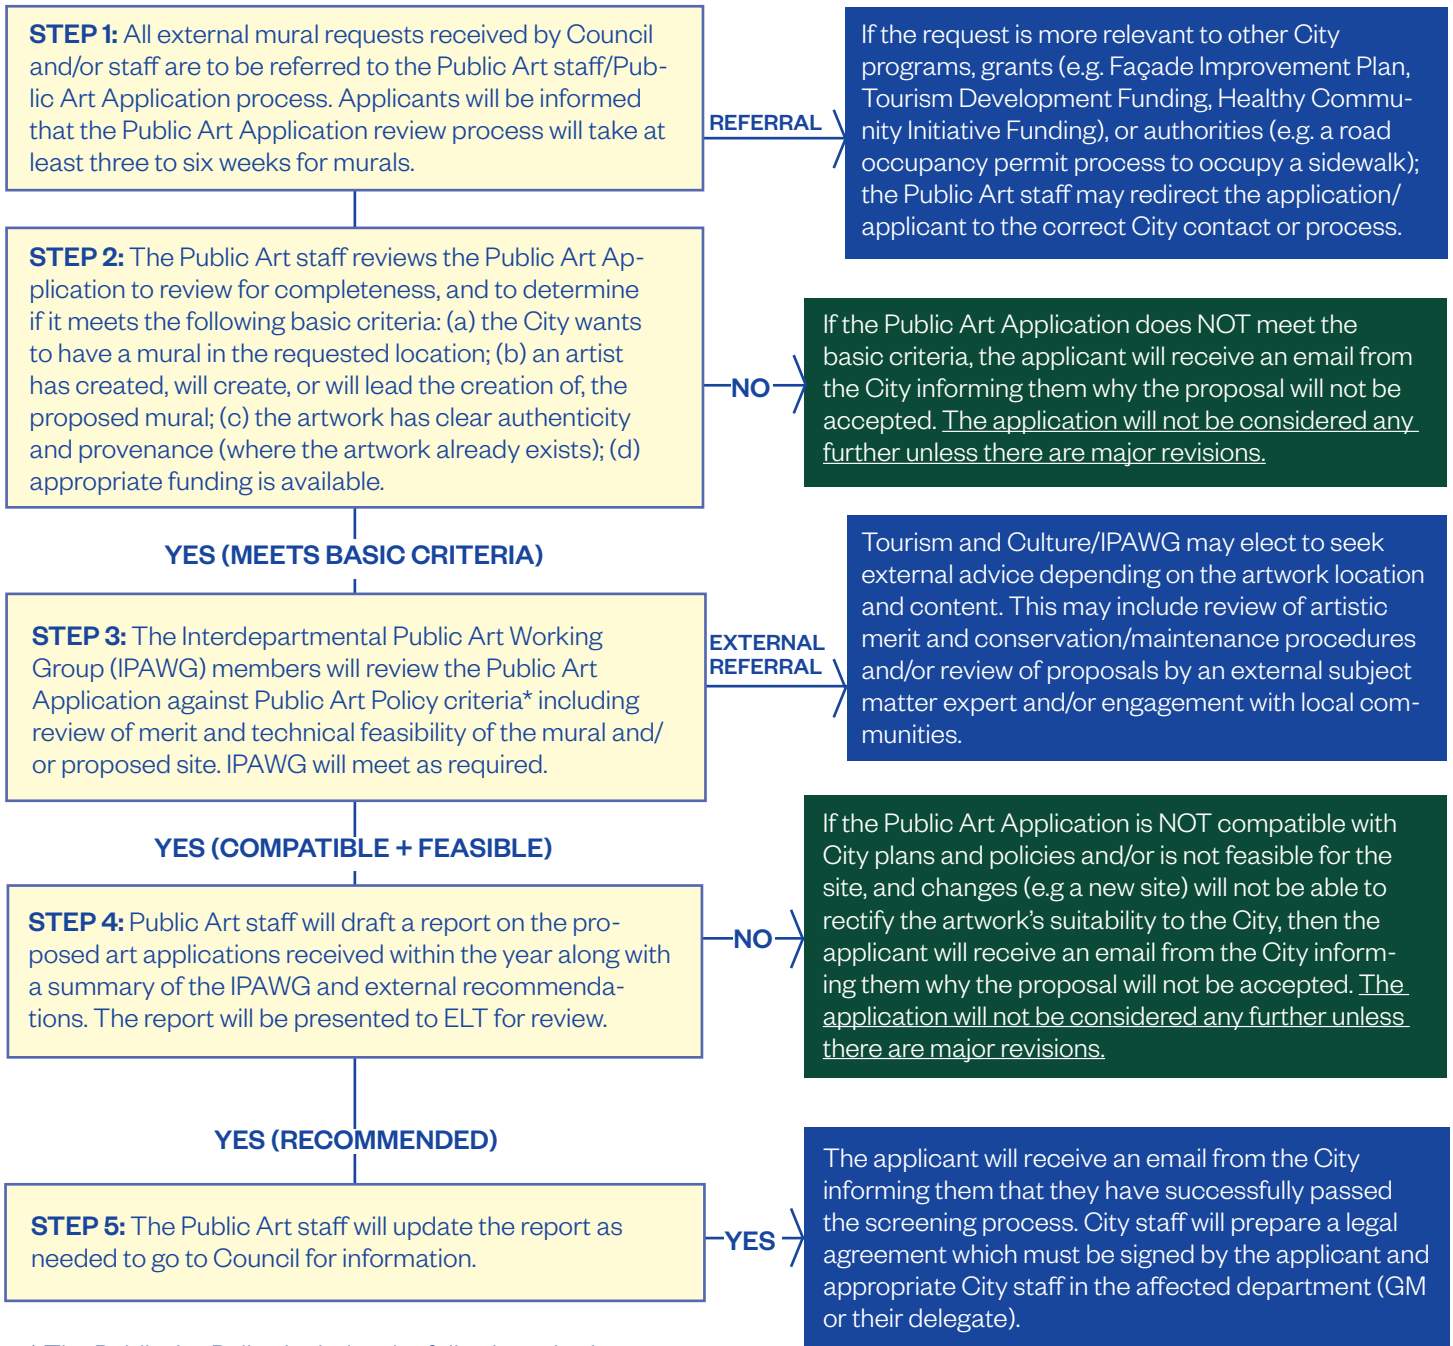 STEP 1: All external mural requests received by Council
and/or staff are to be referred to the Public Art staff/Pub-
lic Art Application process. Applicants will be informed
that the Public Art Application review process will take at
least three to six weeks for murals.
REFERRAL
If the request is more relevant to other City
programs, grants (e.g. Façade Improvement Plan,
Tourism Development Funding, Healthy Commu-
nity Initiative Funding), or authorities (e.g. a road
occupancy permit process to occupy a sidewalk);
the Public Art staff may redirect the application/
applicant to the correct City contact or process.
STEP 2: The Public Art staff reviews the Public Art Ap-
plication to review for completeness, and to determine
if it meets the following basic criteria: (a) the City wants
to have a mural in the requested location; (b) an artist
has created, will create, or will lead the creation of, the
proposed mural; (c) the artwork has clear authenticity
and provenance (where the artwork already exists); (d)
appropriate funding is available.
NO
If the Public Art Application does NOT meet the
basic criteria, the applicant will receive an email from
the City informing them why the proposal will not be
accepted. The application will not be considered any
further unless there are major revisions.
YES (MEETS BASIC CRITERIA)
STEP 3: The Interdepartmental Public Art Working
Group (IPAWG) members will review the Public Art
Application against Public Art Policy criteria* including
review of merit and technical feasibility of the mural and/
or proposed site. IPAWG will meet as required.
EXTERNAL
REFERRAL
Tourism and Culture/IPAWG may elect to seek
external advice depending on the artwork location
and content. This may include review of artistic
merit and conservation/maintenance procedures
and/or review of proposals by an external subject
matter expert and/or engagement with local com-
munities.
YES (COMPATIBLE + FEASIBLE)
STEP 4: Public Art staff will draft a report on the pro-
posed art applications received within the year along with
a summary of the IPAWG and external recommenda-
tions. The report will be presented to ELT for review.
NO
If the Public Art Application is NOT compatible with
City plans and policies and/or is not feasible for the
site, and changes (e.g a new site) will not be able to
rectify the artwork's suitability to the City, then the
applicant will receive an email from the City inform-
ing them why the proposal will not be accepted. The
application will not be considered any further unless
there are major revisions.
YES (RECOMMENDED)
STEP 5: The Public Art staff will update the report as
needed to go to Council for information.
YES
The applicant will receive an email from the City
informing them that they have successfully passed
the screening process. City staff will prepare a legal
agreement which must be signed by the applicant and
appropriate City staff in the affected department (GM
or their delegate).